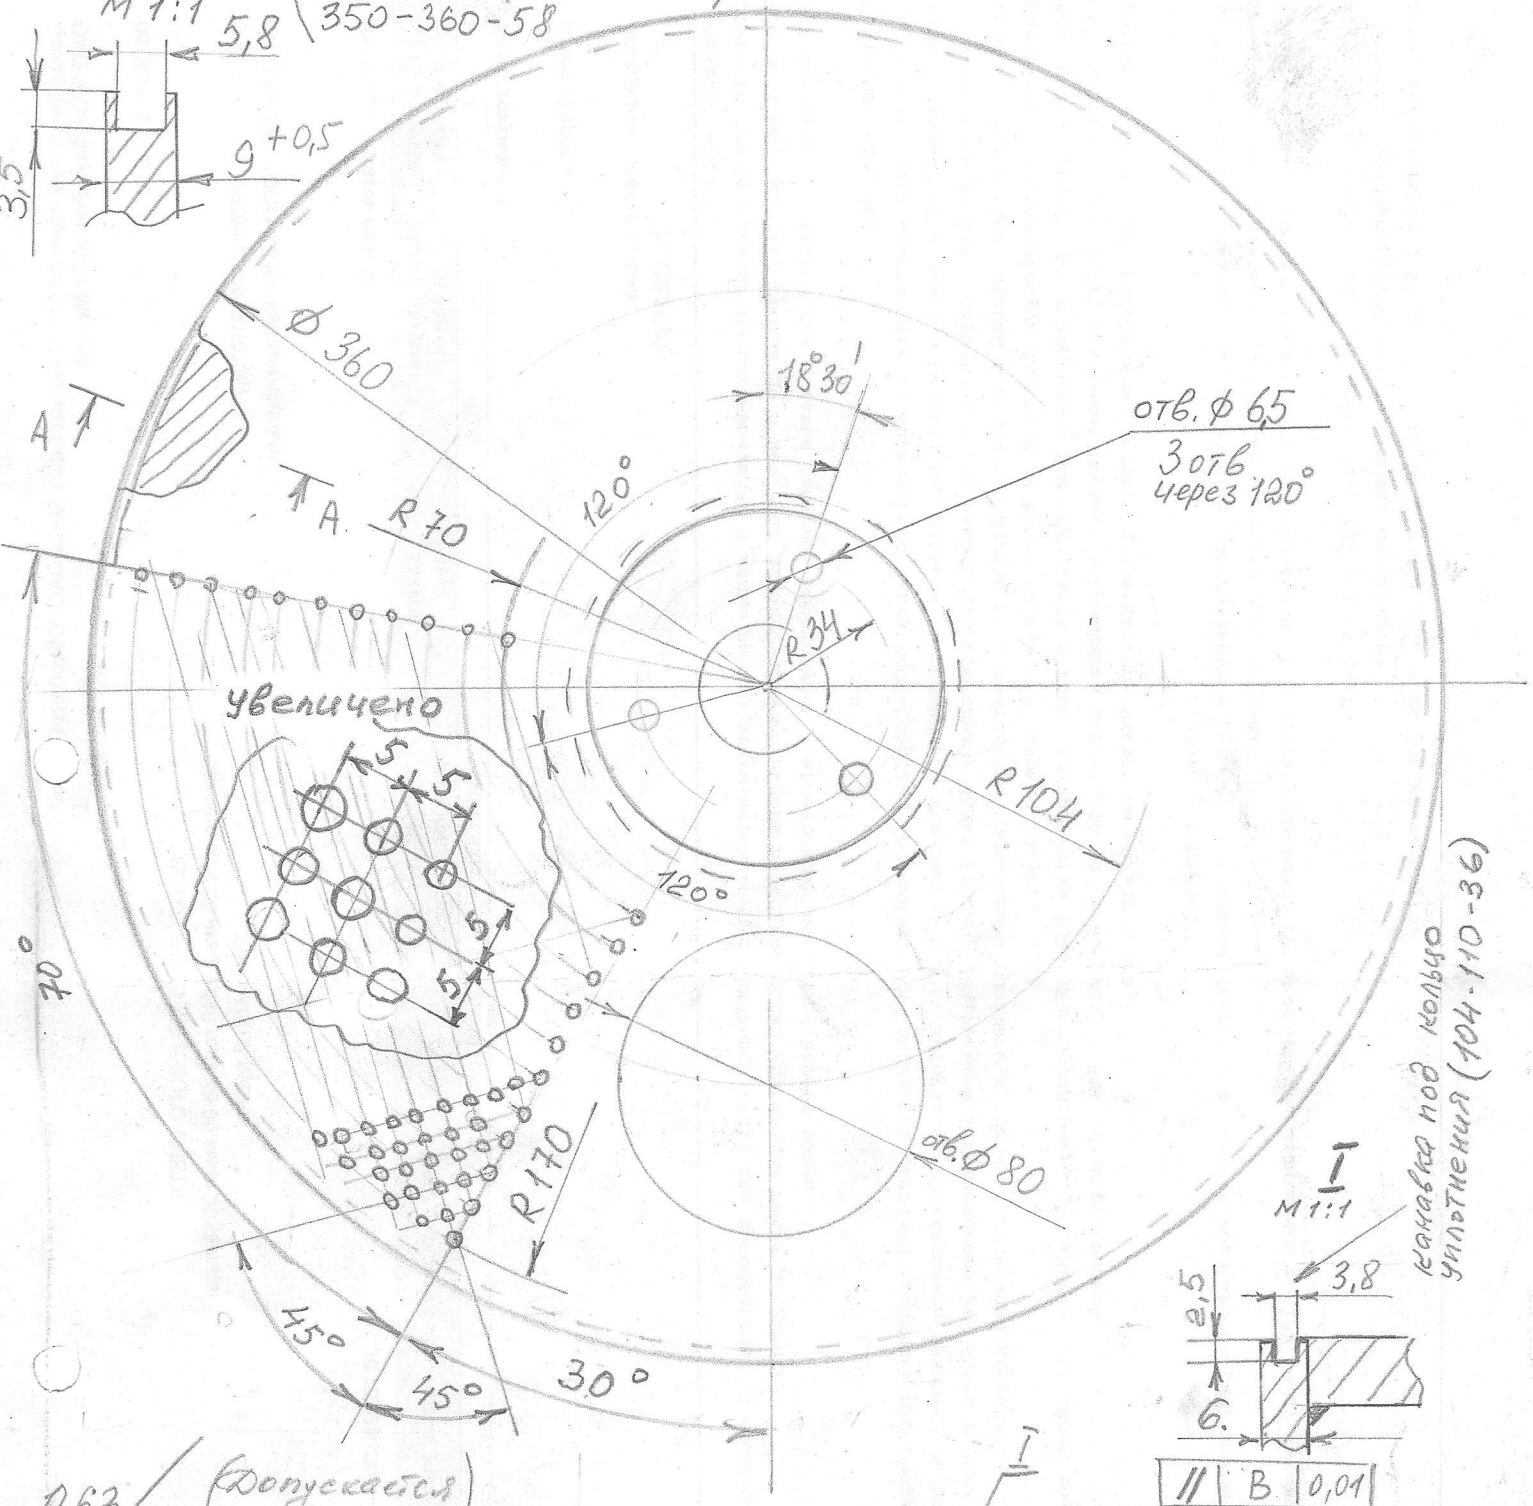 М 1:1
350-360-58
5,8
9 +0,5
3,5
Ø 360
18°30'
А
А
R 70
120°
отв. ϕ 6,5
3 отв
через 120°
R 34
увеличено
5
5
5
5
R 104
120°
70°
R 170
отв. ϕ 80
45°
45°
30°
канавка под кольцо
уплотнения (104-110-36)
I
М 1:1
3,8
2,5
6
I
// В 0,01
(Допускается)